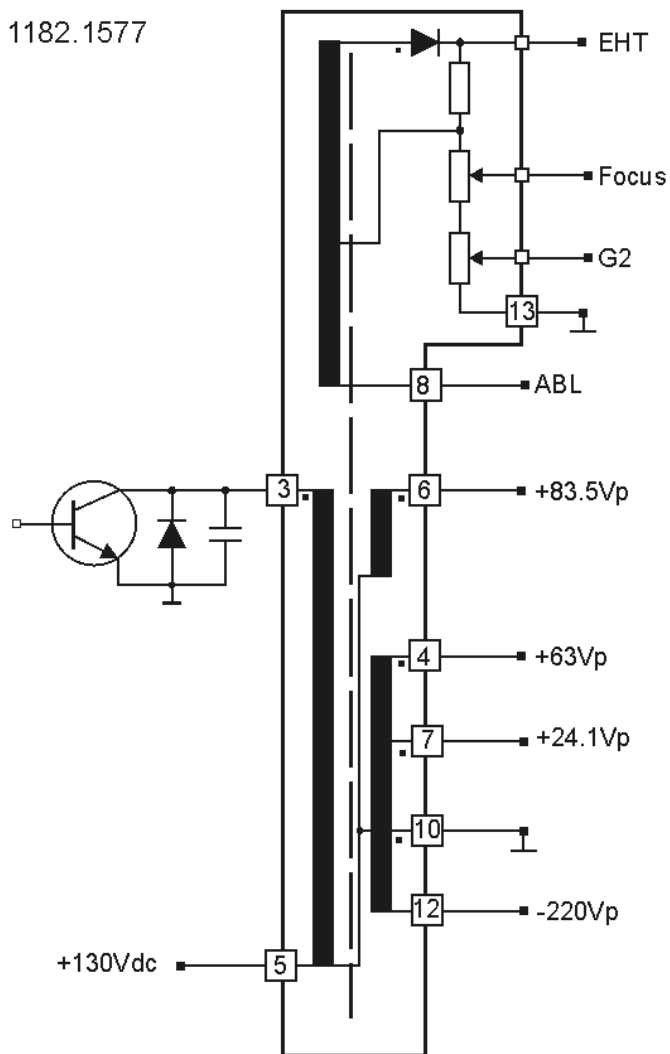 1182.1577
EHT
Focus
G2
13
8
ABL
3
6
+83.5Vp
4
+63Vp
7
+24.1Vp
10
12
-220Vp
+130Vdc
5